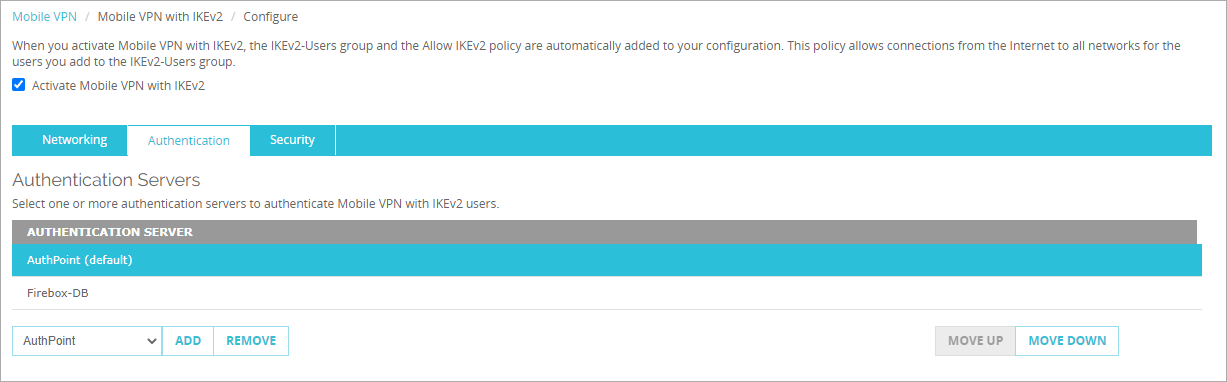 Mobile VPN / Mobile VPN with IKEv2 / Configure
When you activate Mobile VPN with IKEv2, the IKEv2-Users group and the Allow IKEv2 policy are automatically added to your configuration. This policy allows connections from the Internet to all networks for the
users you add to the IKEv2-Users group.
Activate Mobile VPN with IKEv2
Networking Authentication Security
Authentication Servers
Select one or more authentication servers to authenticate Mobile VPN with IKEv2 users.
AUTHENTICATION SERVER
AuthPoint (default)
Firebox-DB
AuthPoint ADD REMOVE MOVE UP MOVE DOWN